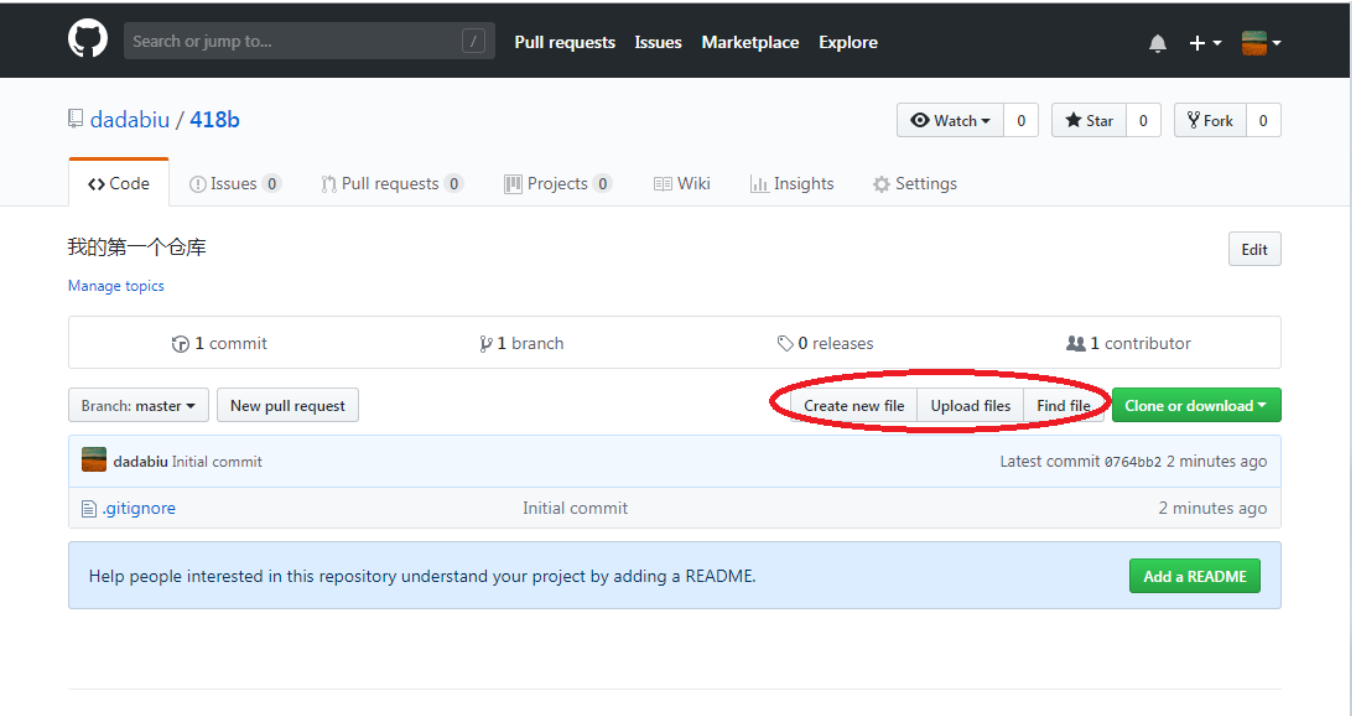 Search or jump to... / Pull requests Issues Marketplace Explore
dadabiu / 418b Watch 0 Star 0 Fork 0
Code Issues 0 Pull requests 0 Projects 0 Wiki Insights Settings
我的第一个仓库 Edit
Manage topics
1 commit 1 branch 0 releases 1 contributor
Branch: master New pull request Create new file Upload files Find file Clone or download
dadabiu Initial commit Latest commit 0764bb2 2 minutes ago
.gitignore Initial commit 2 minutes ago
Help people interested in this repository understand your project by adding a README. Add a README